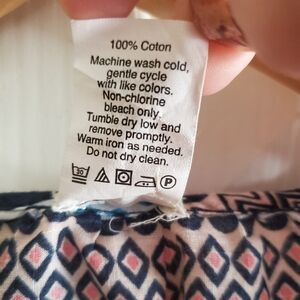 100% Coton
Machine wash cold,
gentle cycle
with like colors.
Non-chlorine
bleach only.
Tumble dry low and
remove promptly.
Warm iron as needed.
Do not dry clean.
30 P